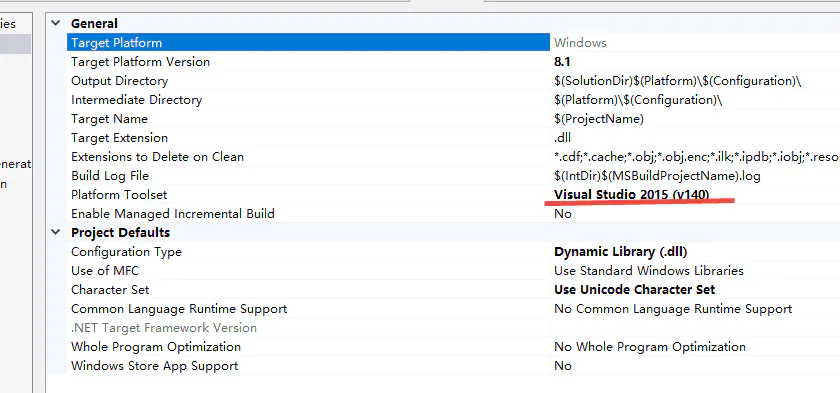 General
ies
Target Platform Windows
Target Platform Version 8.1
Output Directory $(SolutionDir)$(Platform)\$(Configuration)\
Intermediate Directory $(Platform)\$(Configuration)\
Target Name $(ProjectName)
Target Extension .dll
Extensions to Delete on Clean *.cdf;*.cache;*.obj;*.obj.enc;*.ilk;*.ipdb;*.iobj;*.reso
generat
Build Log File $(IntDir)$(MSBuildProjectName).log
n
Platform Toolset Visual Studio 2015 (v140)
Enable Managed Incremental Build No
Project Defaults
Configuration Type Dynamic Library (.dll)
Use of MFC Use Standard Windows Libraries
Character Set Use Unicode Character Set
Common Language Runtime Support No Common Language Runtime Support
.NET Target Framework Version
Whole Program Optimization No Whole Program Optimization
Windows Store App Support No